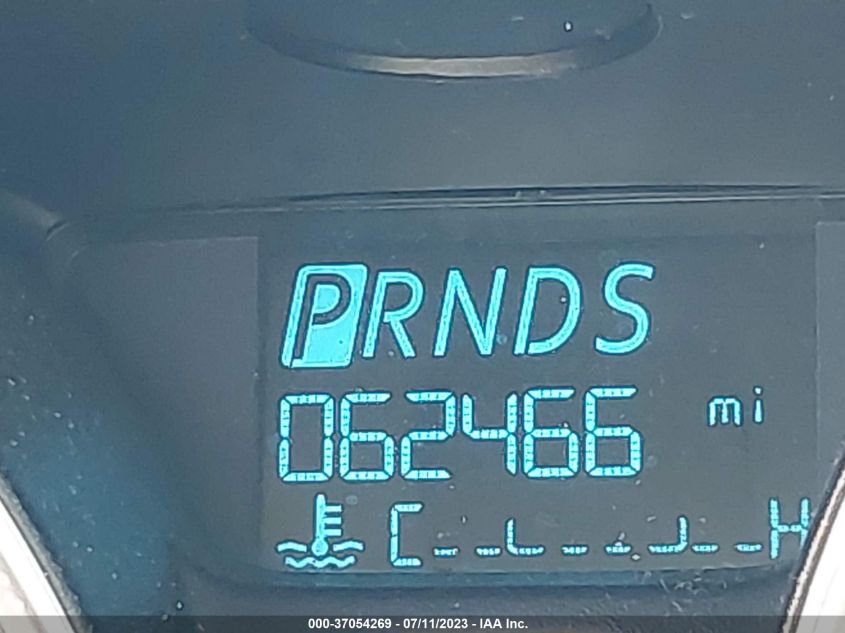 PRNDS
062466 mi
C H
000-37054269 - 07/11/2023 - IAA Inc.